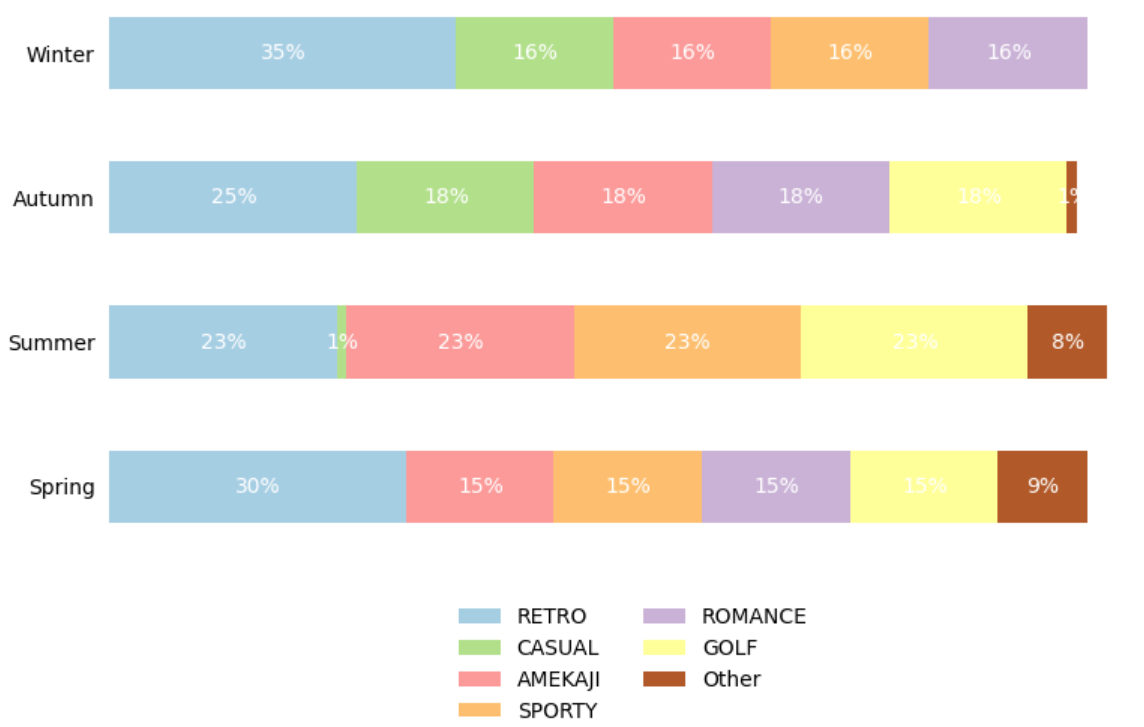 Winter 35% 16% 16% 16% 16%
Autumn 25% 18% 18% 18% 18% 1%
Summer 23% 1% 23% 23% 23% 8%
Spring 30% 15% 15% 15% 15% 9%
RETRO ROMANCE
CASUAL GOLF
AMEKAJI Other
SPORTY